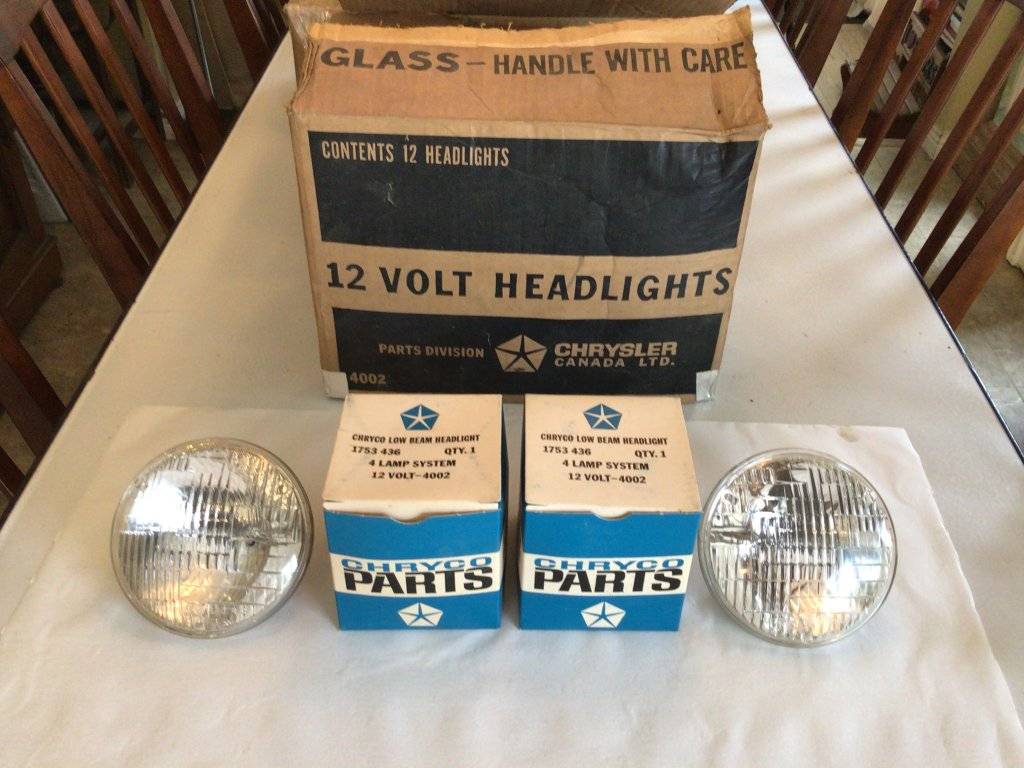 GLASS - HANDLE WITH CARE
CONTENTS 12 HEADLIGHTS
12 VOLT HEADLIGHTS
PARTS DIVISION CHRYSLER
CANADA LTD.
4002
CHRYCO LOW BEAM HEADLIGHT
1753 436 QTY. 1
4 LAMP SYSTEM
12 VOLT-4002
CHRYCO
PARTS
CHRYCO LOW BEAM HEADLIGHT
1753 436 QTY. 1
4 LAMP SYSTEM
12 VOLT-4002
CHRYCO
PARTS